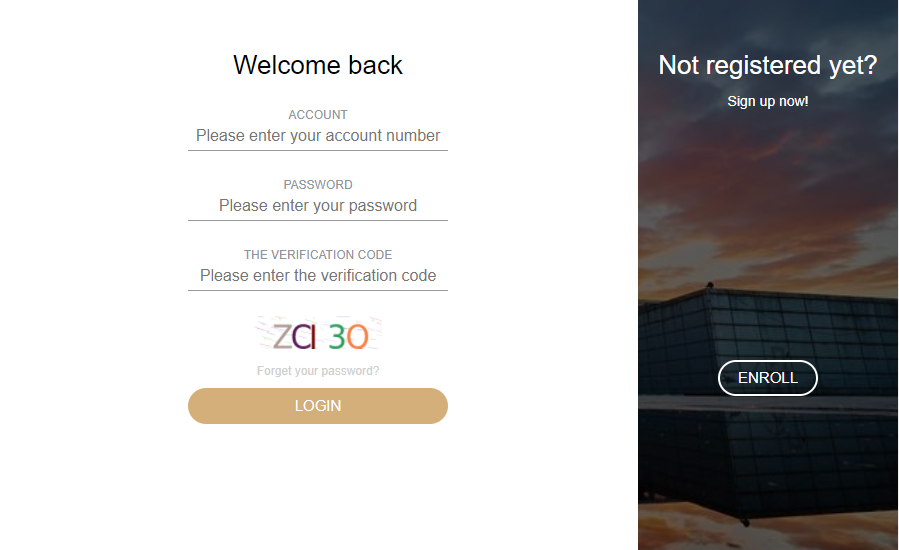 Welcome back
ACCOUNT
Please enter your account number
PASSWORD
Please enter your password
THE VERIFICATION CODE
Please enter the verification code
Forget your password?
LOGIN
Not registered yet?
Sign up now!
ENROLL